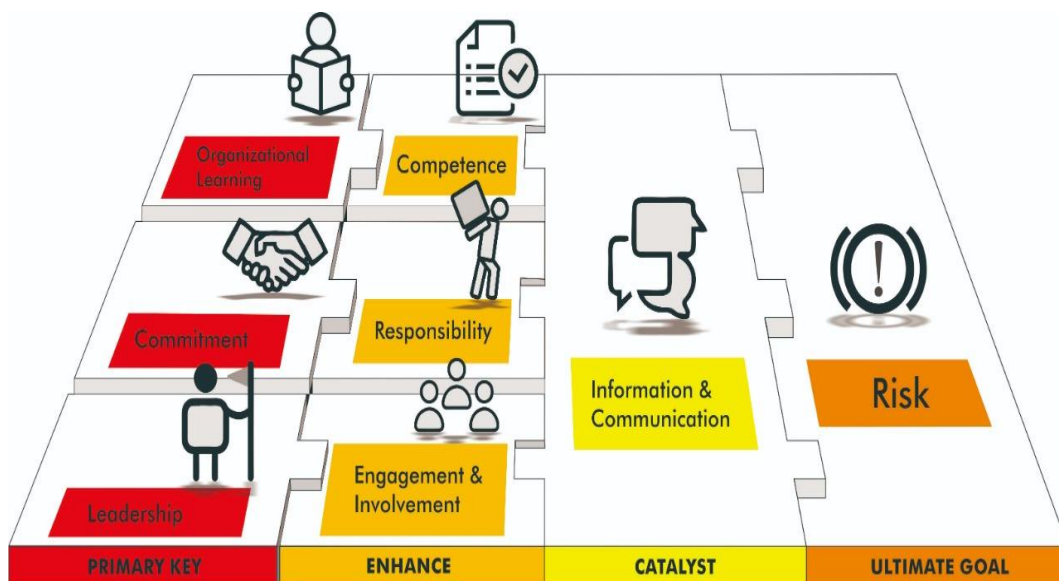 Organizational
Learning
Competence
Commitment
Responsibility
Information &
Communication
Risk
Leadership
Engagement &
Involvement
PRIMARY KEY
ENHANCE
CATALYST
ULTIMATE GOAL